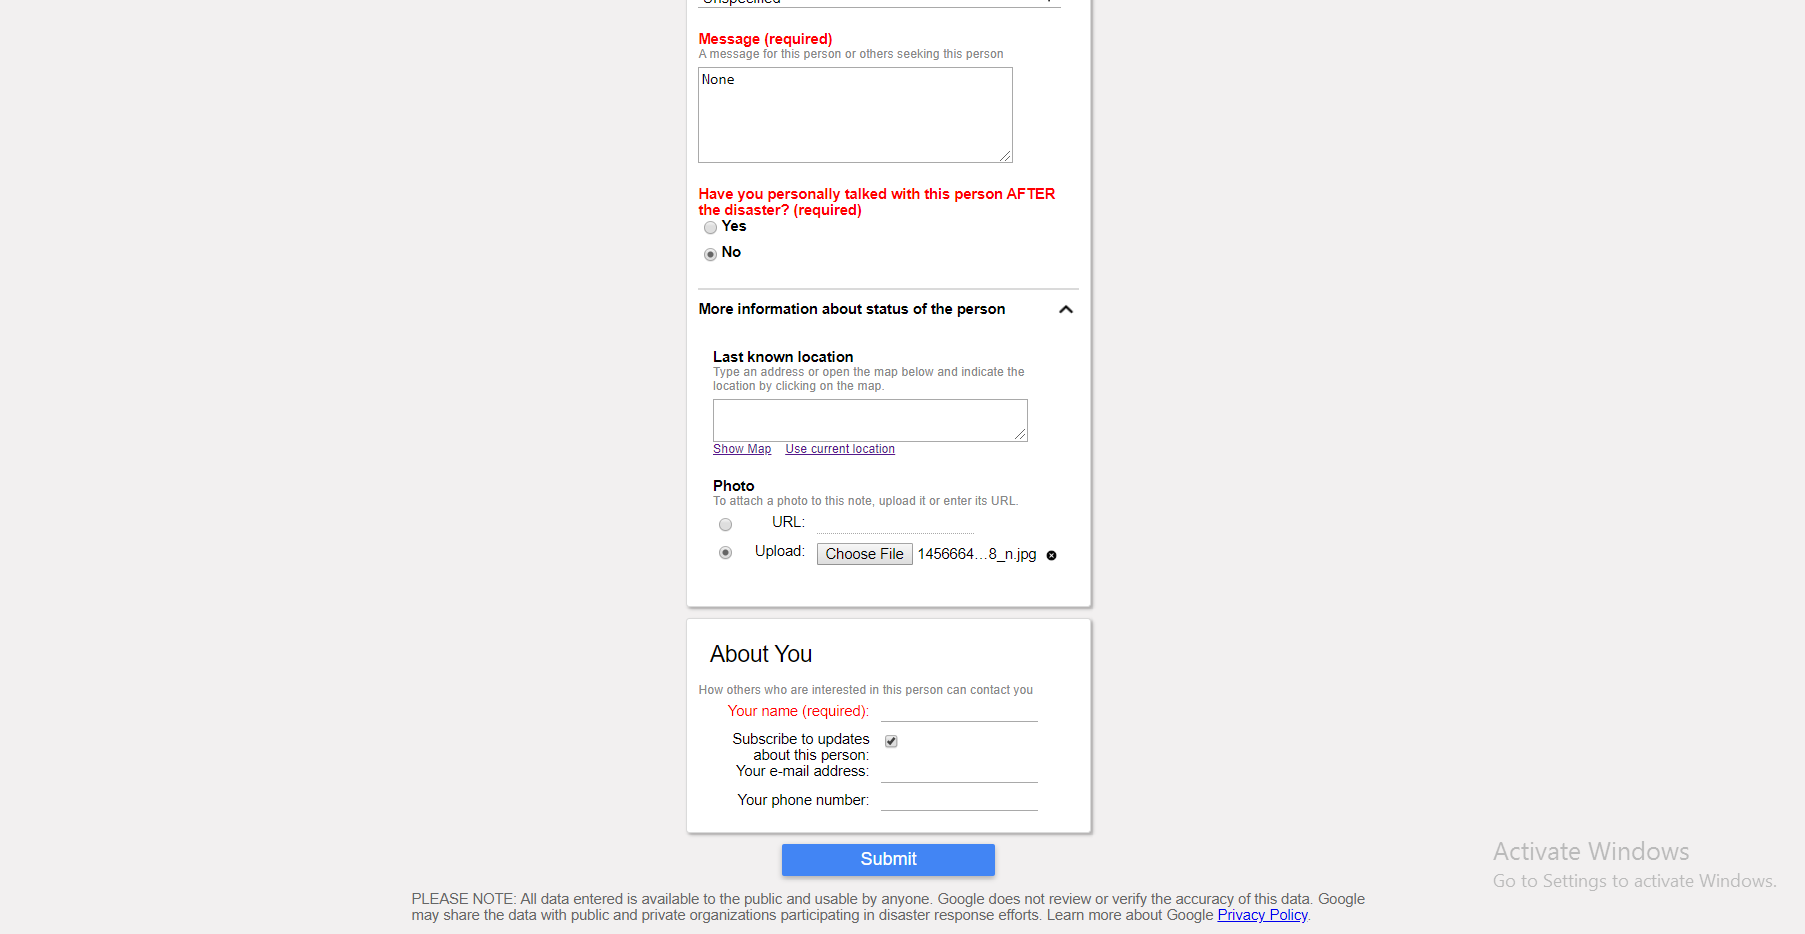 Unspecified
Message (required)
A message for this person or others seeking this person
None
Have you personally talked with this person AFTER
the disaster? (required)
Yes
No
More information about status of the person
Last known location
Type an address or open the map below and indicate the
location by clicking on the map.
Show Map Use current location
Photo
To attach a photo to this note, upload it or enter its URL.
URL:
Upload: Choose File 1456664...8_n.jpg
About You
How others who are interested in this person can contact you
Your name (required):
Subscribe to updates
about this person:
Your e-mail address:
Your phone number:
Submit
Activate Windows
Go to Settings to activate Windows.
PLEASE NOTE: All data entered is available to the public and usable by anyone. Google does not review or verify the accuracy of this data. Google
may share the data with public and private organizations participating in disaster response efforts. Learn more about Google Privacy Policy.